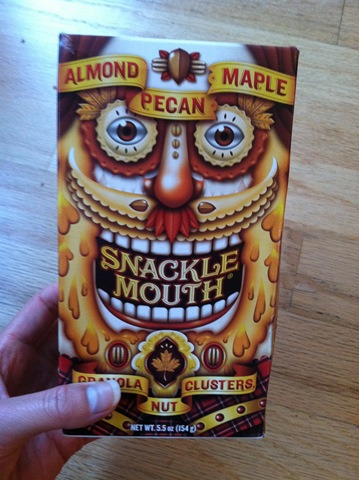 ALMOND
PECAN
MAPLE
SNACKLE
MOUTH®
GRANOLA
NUT
CLUSTERS
NET WT. 5.5 oz (154 g)